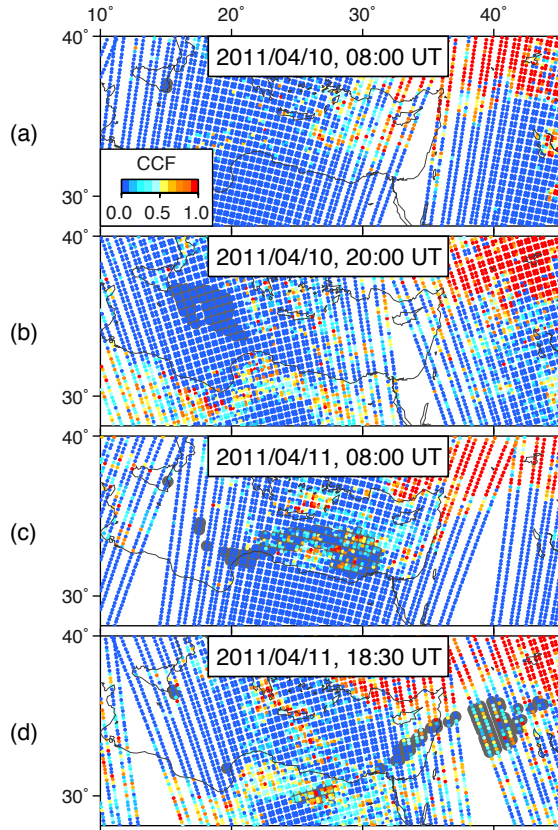 10˚ 20˚ 30˚ 40˚
40˚
2011/04/10, 08:00 UT
(a)
CCF
0.0 0.5 1.0
30˚
40˚
2011/04/10, 20:00 UT
(b)
30˚
40˚
2011/04/11, 08:00 UT
(c)
30˚
40˚
2011/04/11, 18:30 UT
(d)
30˚